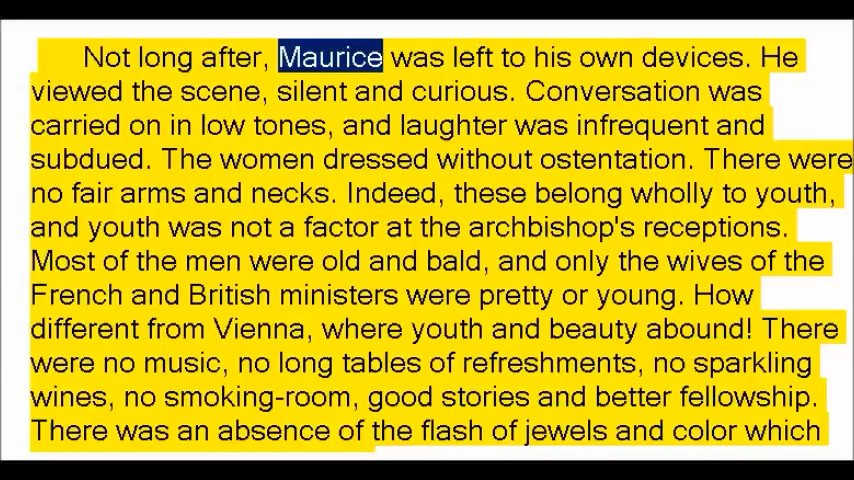 Not long after, Maurice was left to his own devices. He
viewed the scene, silent and curious. Conversation was
carried on in low tones, and laughter was infrequent and
subdued. The women dressed without ostentation. There were
no fair arms and necks. Indeed, these belong wholly to youth,
and youth was not a factor at the archbishop's receptions.
Most of the men were old and bald, and only the wives of the
French and British ministers were pretty or young. How
different from Vienna, where youth and beauty abound! There
were no music, no long tables of refreshments, no sparkling
wines, no smoking-room, good stories and better fellowship.
There was an absence of the flash of jewels and color which